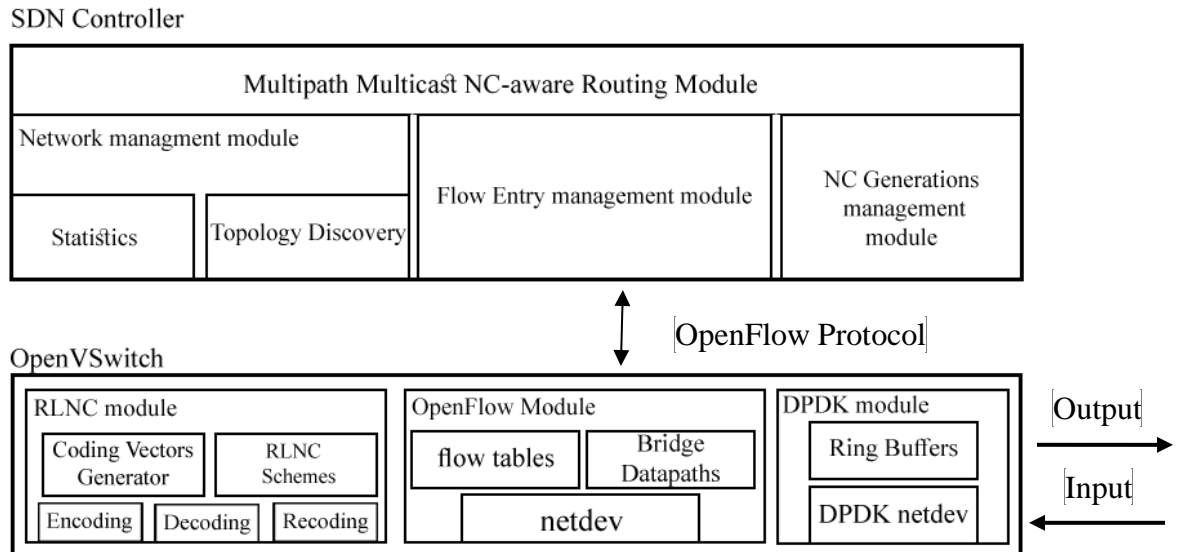 SDN Controller
Multipath Multicast NC-aware Routing Module
Network managment module
Statistics
Topology Discovery
Flow Entry management module
NC Generations
management
module
OpenFlow Protocol
OpenVSwitch
RLNC module
Coding Vectors
Generator
RLNC
Schemes
Encoding
Decoding
Recoding
OpenFlow Module
flow tables
Bridge
Datapaths
netdev
DPDK module
Ring Buffers
DPDK netdev
Output
Input